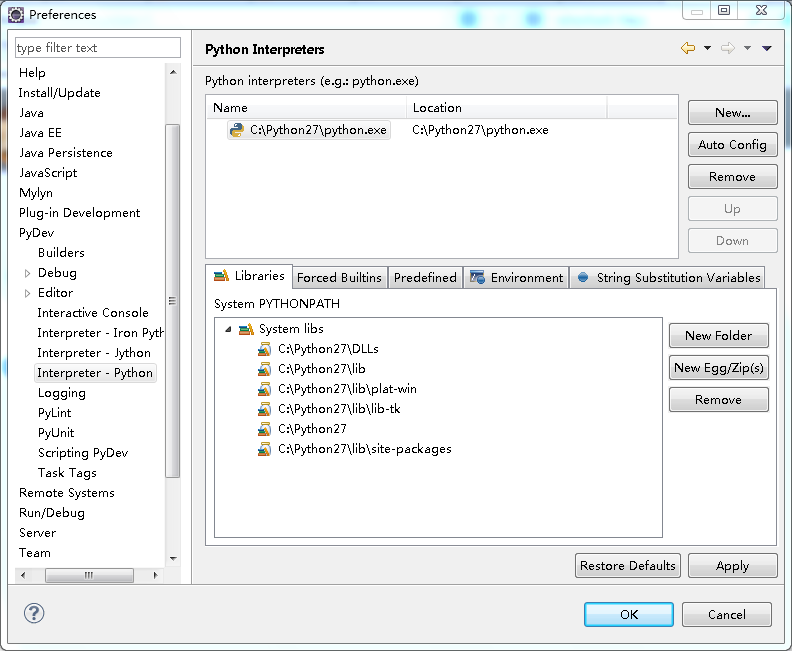 Preferences
type filter text
Help
Install/Update
Java
Java EE
Java Persistence
JavaScript
Mylyn
Plug-in Development
PyDev
Builders
Debug
Editor
Interactive Console
Interpreter - Iron Pyth
Interpreter - Jython
Interpreter - Python
Logging
PyLint
PyUnit
Scripting PyDev
Task Tags
Remote Systems
Run/Debug
Server
Team
Python Interpreters
Python interpreters (e.g.: python.exe)
Name Location
C:\Python27\python.exe C:\Python27\python.exe
New...
Auto Config
Remove
Up
Down
Libraries Forced Builtins Predefined Environment String Substitution Variables
System PYTHONPATH
System libs
C:\Python27\DLLs
C:\Python27\lib
C:\Python27\lib\plat-win
C:\Python27\lib\lib-tk
C:\Python27
C:\Python27\lib\site-packages
New Folder
New Egg/Zip(s)
Remove
Restore Defaults Apply
? OK Cancel